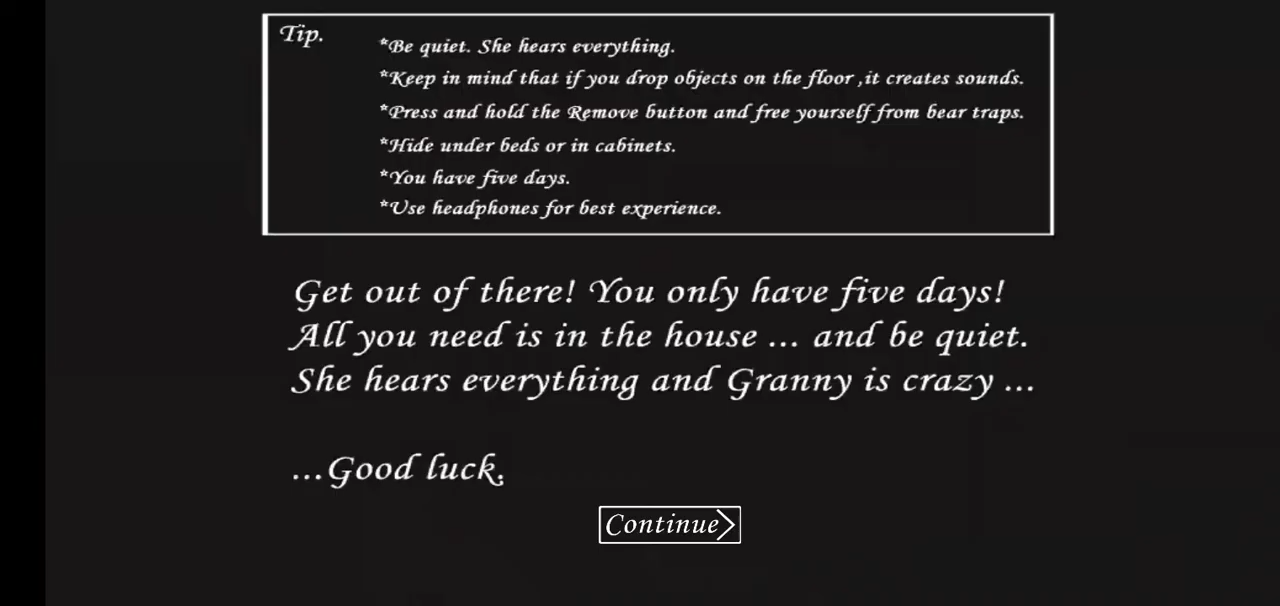 Tip.
*Be quiet. She hears everything.
*Keep in mind that if you drop objects on the floor ,it creates sounds.
*Press and hold the Remove button and free yourself from bear traps.
*Hide under beds or in cabinets.
*You have five days.
*Use headphones for best experience.
Get out of there! You only have five days!
All you need is in the house ... and be quiet.
She hears everything and Granny is crazy ...
...Good luck.
Continue